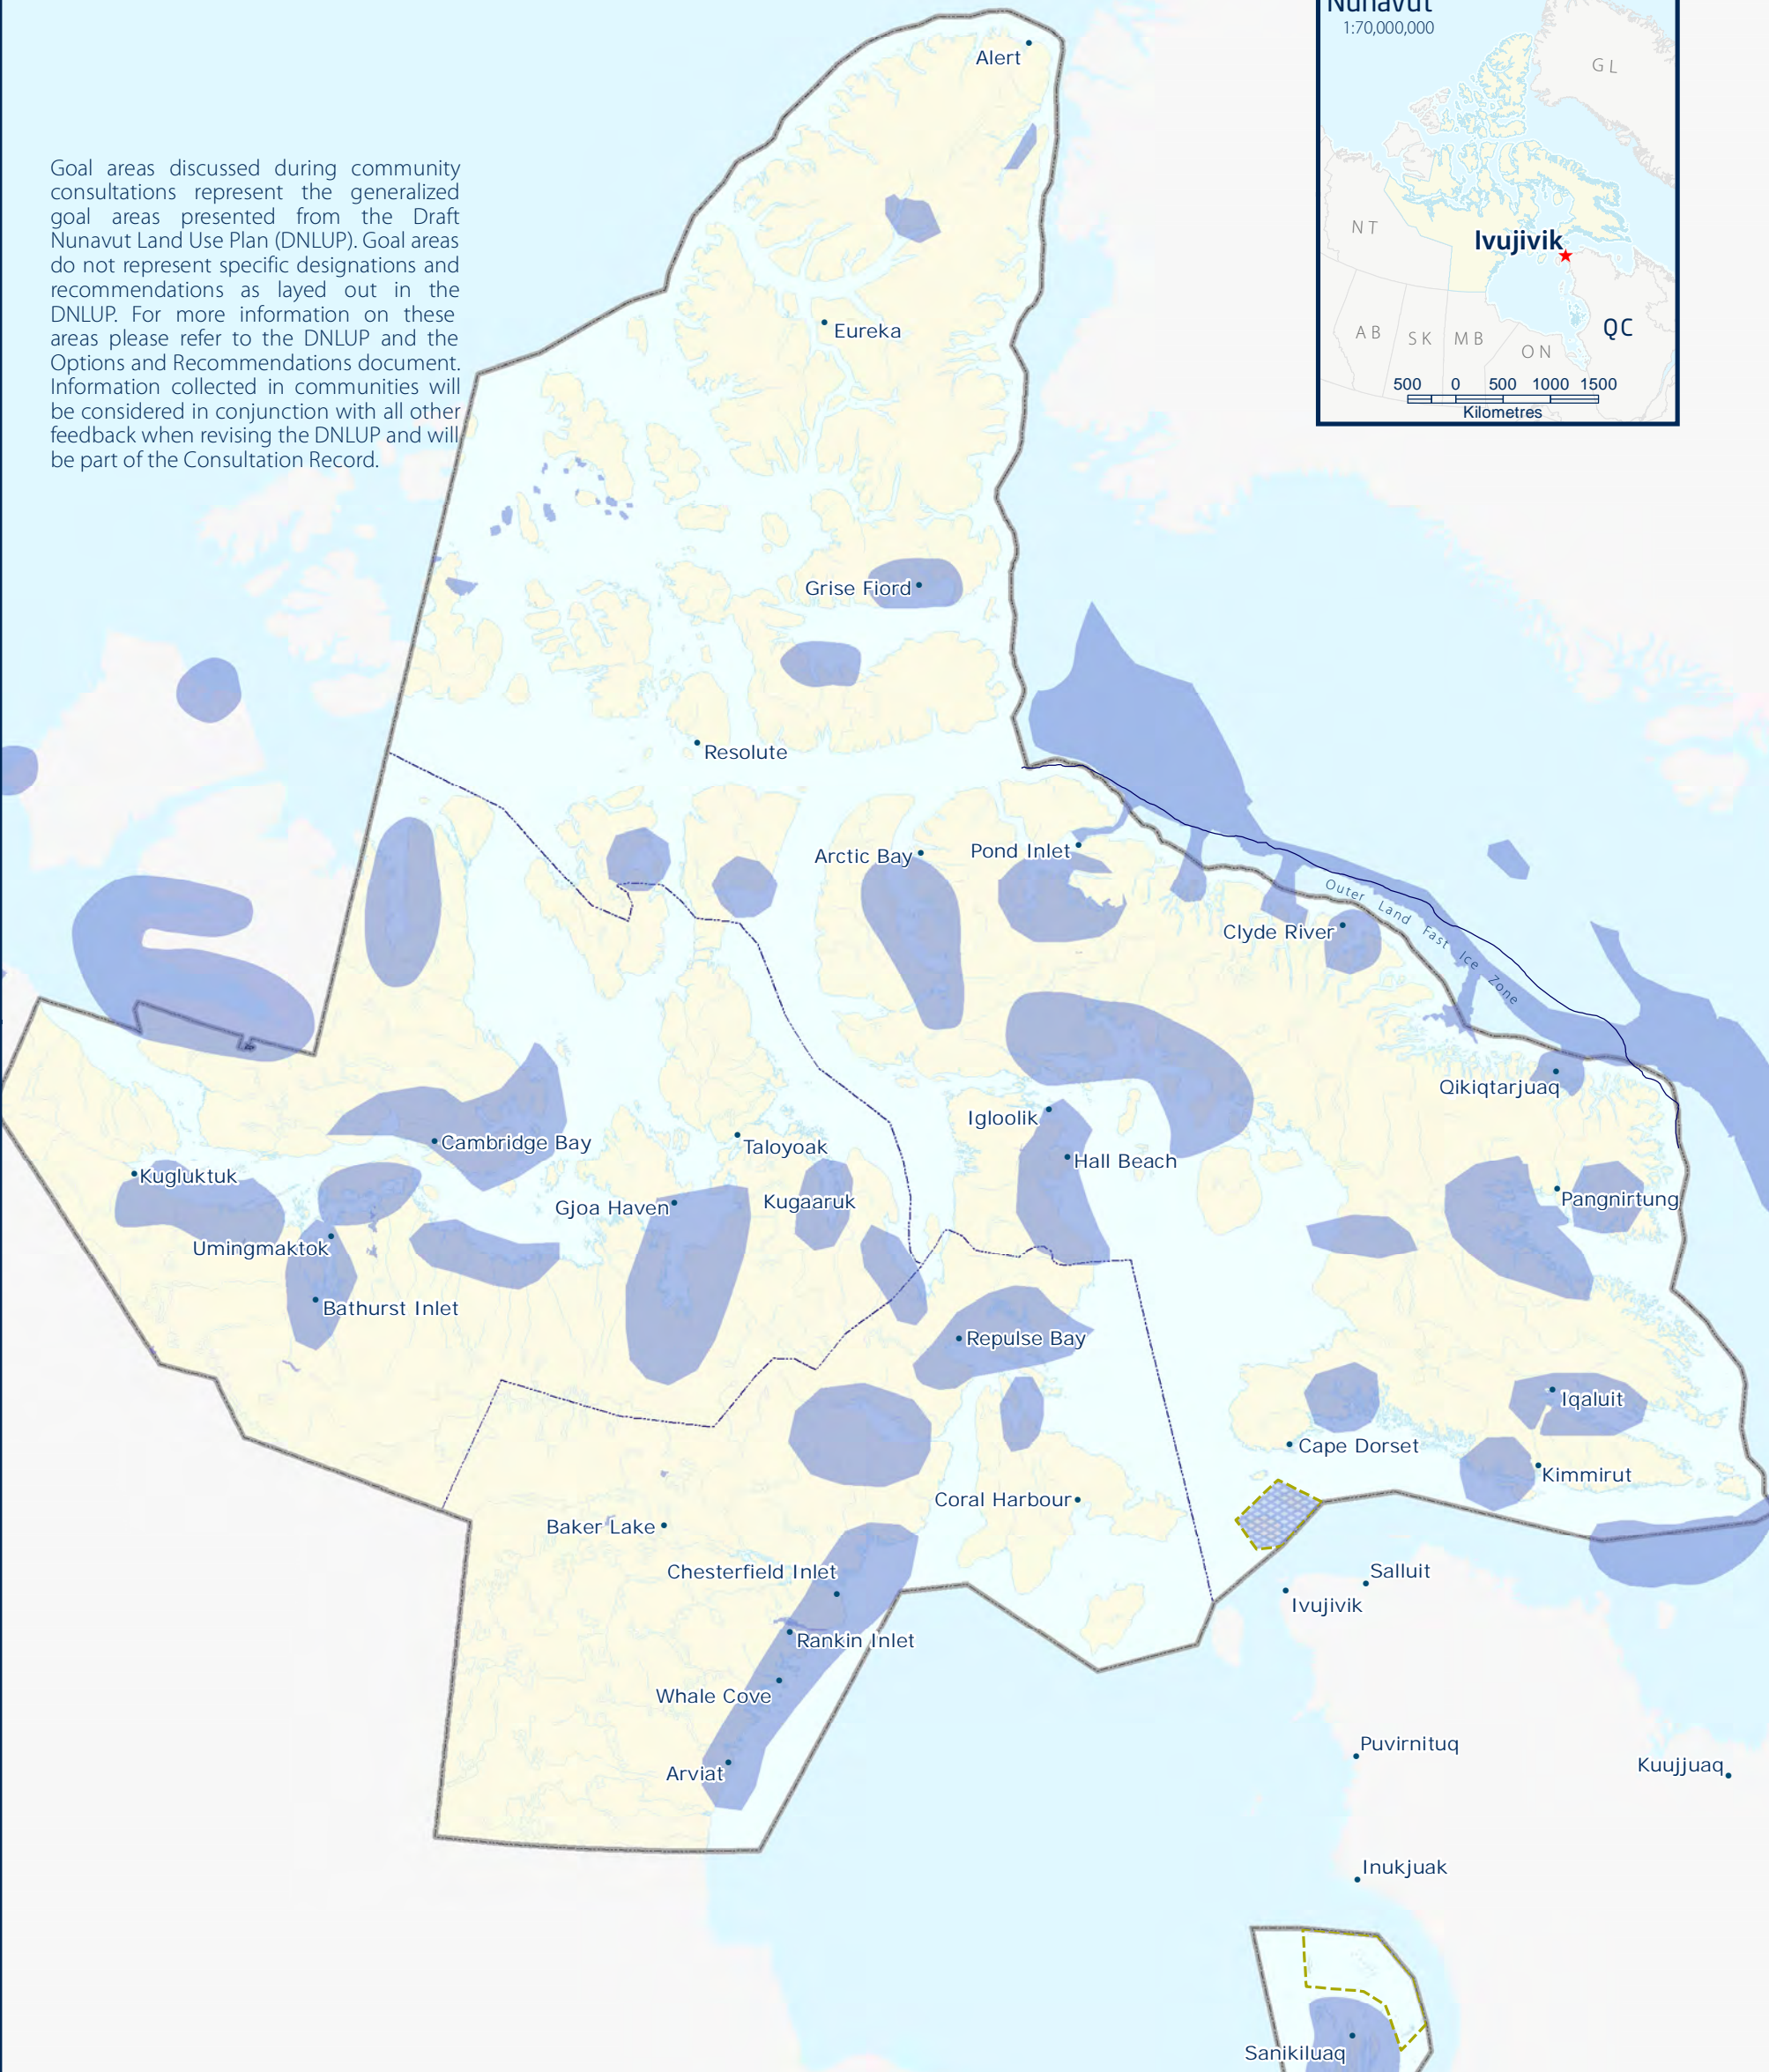 Nunavut
1:70,000,000
GL
NT
Ivujivik
QC
AB
SK
MB
ON
500 0 500 1000 1500
Kilometres
Goal areas discussed during community
consultations represent the generalized
goal areas presented from the Draft
Nunavut Land Use Plan (DNLUP). Goal areas
do not represent specific designations and
recommendations as layed out in the
DNLUP. For more information on these
areas please refer to the DNLUP and the
Options and Recommendations document.
Information collected in communities will
be considered in conjunction with all other
feedback when revising the DNLUP and will
be part of the Consultation Record.
Alert
Eureka
Grise Fiord
Resolute
Arctic Bay
Pond Inlet
Outer Land Fast Ice Zone
Clyde River
Qikiqtarjuaq
Igloolik
Cambridge Bay
Taloyoak
Hall Beach
Kugluktuk
Gjoa Haven
Kugaaruk
Pangnirtung
Umingmaktok
Bathurst Inlet
Repulse Bay
Iqaluit
Cape Dorset
Kimmirut
Coral Harbour
Baker Lake
Chesterfield Inlet
Salluit
Ivujivik
Rankin Inlet
Whale Cove
Puvirnituq
Kuujjuaq
Arviat
Inukjuak
Sanikiluaq